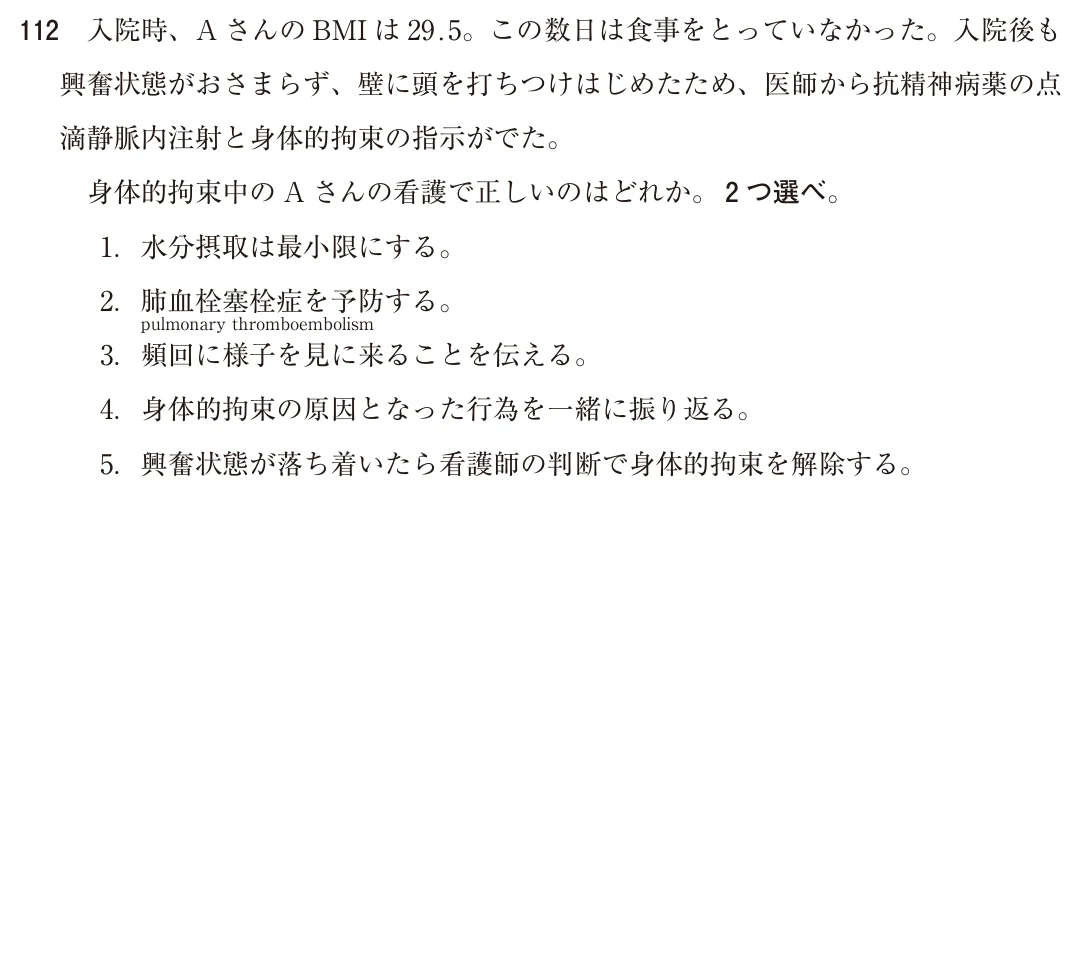 112 入院時、A さんの BMI は 29.5。この数日は食事をとっていなかった。入院後も
興奮状態がおさまらず、壁に頭を打ちつけはじめたため、医師から抗精神病薬の点
滴静脈内注射と身体的拘束の指示がでた。
身体的拘束中の A さんの看護で正しいのはどれか。2 つ選べ。
1. 水分摂取は最小限にする。
2. 肺血栓塞栓症を予防する。
pulmonary thromboembolism
3. 頻回に様子を見に来ることを伝える。
4. 身体的拘束の原因となった行為を一緒に振り返る。
5. 興奮状態が落ち着いたら看護師の判断で身体的拘束を解除する。